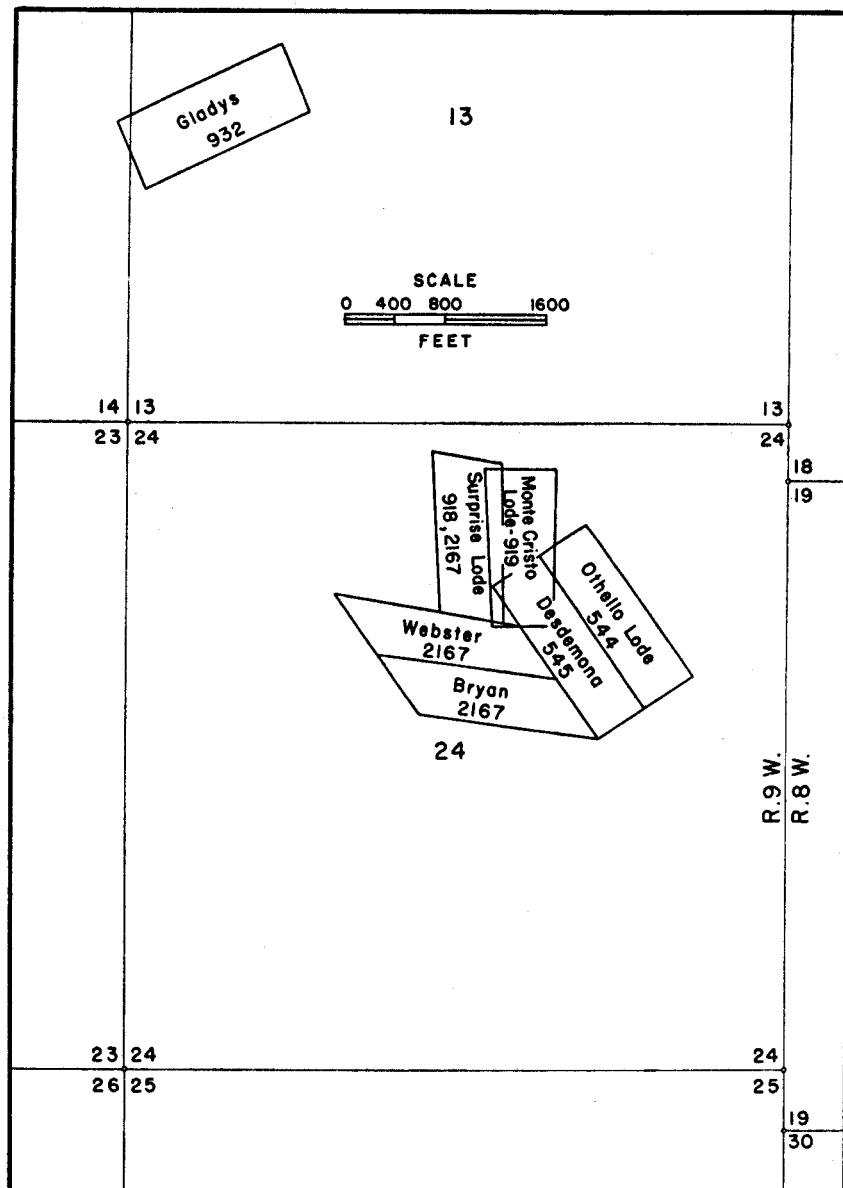 Gladys
932
13
SCALE
0 400 800 1600
FEET
14 13
23 24
13
24
18
19
Surprise Lode
918, 2167
Monte Cristo
Lode-919
Othello Lode
544
Desdemona
545
Webster
2167
Bryan
2167
24
R. 9 W.
R. 8 W.
23 24
26 25
24
25
19
30